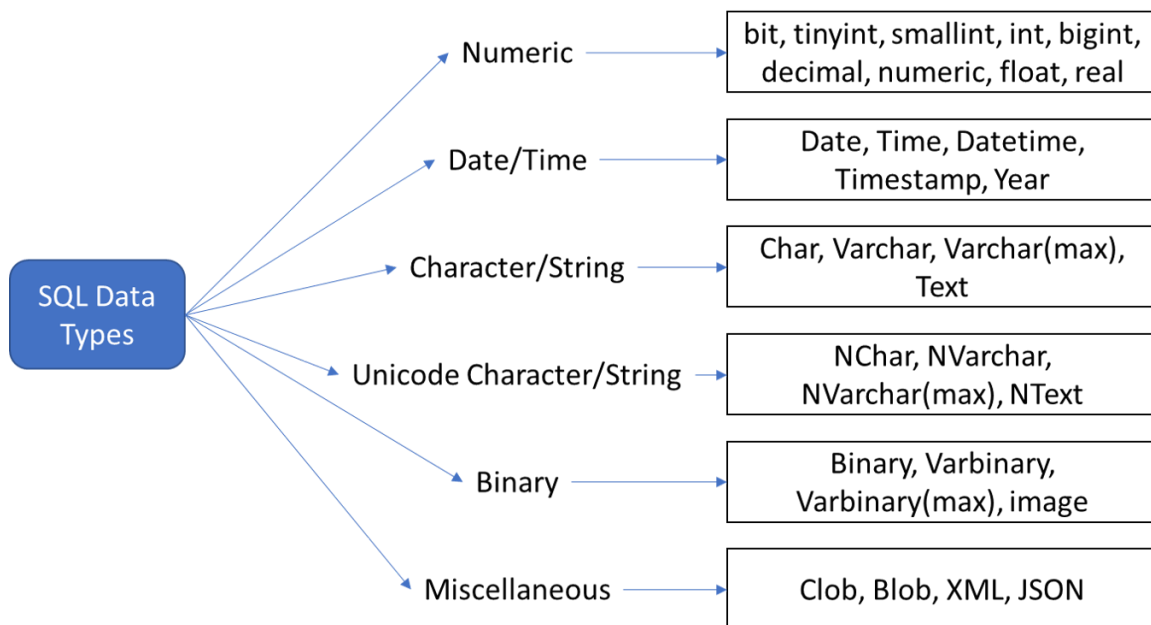 SQL Data
Types
Numeric
bit, tinyint, smallint, int, bigint,
decimal, numeric, float, real
Date/Time
Date, Time, Datetime,
Timestamp, Year
Character/String
Char, Varchar, Varchar(max),
Text
Unicode Character/String
NChar, NVarchar,
NVarchar(max), NText
Binary
Binary, Varbinary,
Varbinary(max), image
Miscellaneous
Clob, Blob, XML, JSON